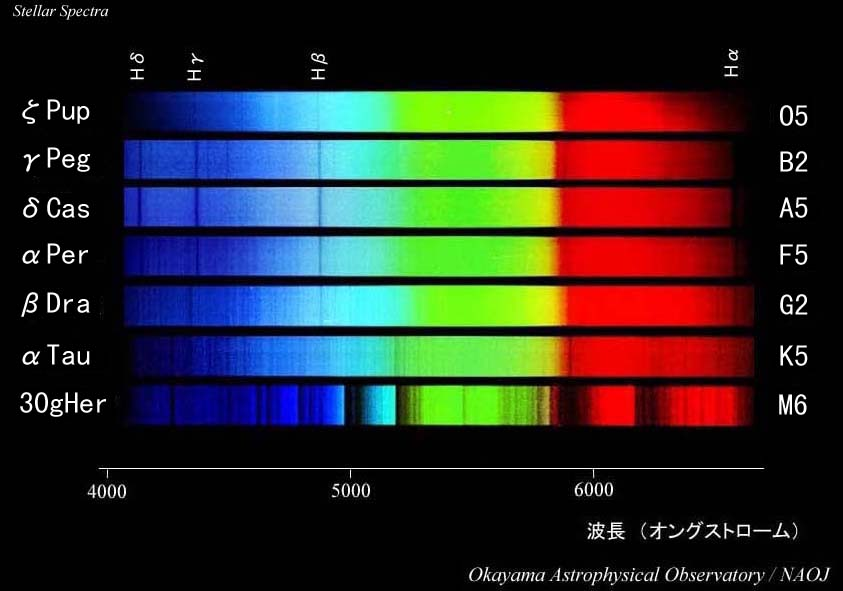 Stellar Spectra
Hδ Hγ Hβ Hα
ζ Pup O5
γ Peg B2
δ Cas A5
α Per F5
β Dra G2
α Tau K5
30gHer M6
4000 5000 6000
波長 (オングストローム)
Okayama Astrophysical Observatory / NAOJ